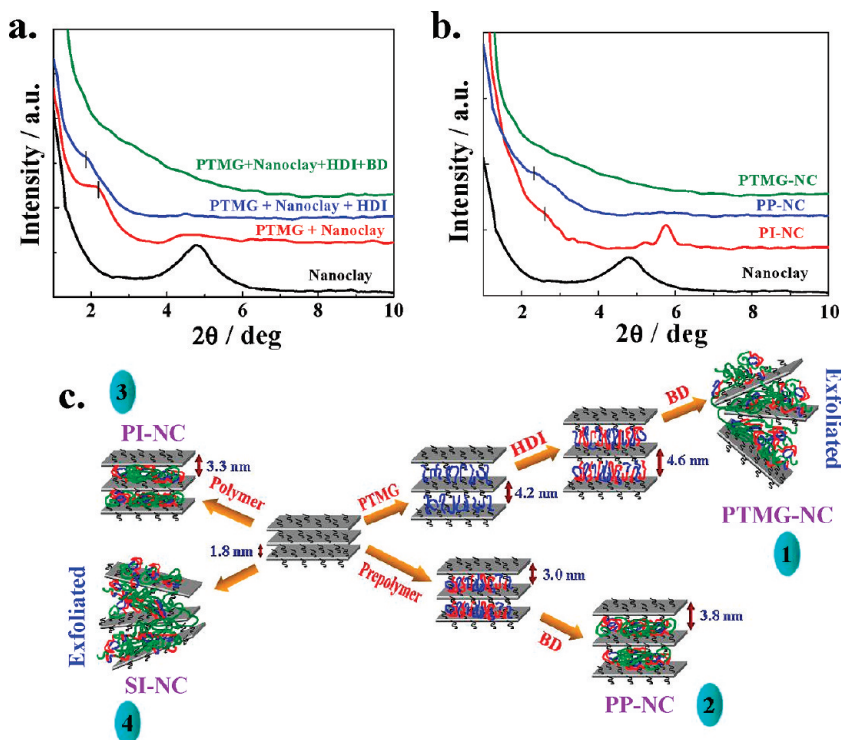 a.
Intensity / a.u.
PTMG+Nanoclay+HDI+BD
PTMG + Nanoclay + HDI
PTMG + Nanoclay
Nanoclay
2 4 6 8 10
2θ / deg
b.
Intensity / a.u.
PTMG-NC
PP-NC
PI-NC
Nanoclay
2 4 6 8 10
2θ / deg
c.
3
PI-NC
3.3 nm
Polymer
1.8 nm
PTMG
4.2 nm
HDI
4.6 nm
BD
Exfoliated
PTMG-NC
1
Prepolymer
3.0 nm
BD
3.8 nm
PP-NC
2
Exfoliated
SI-NC
4